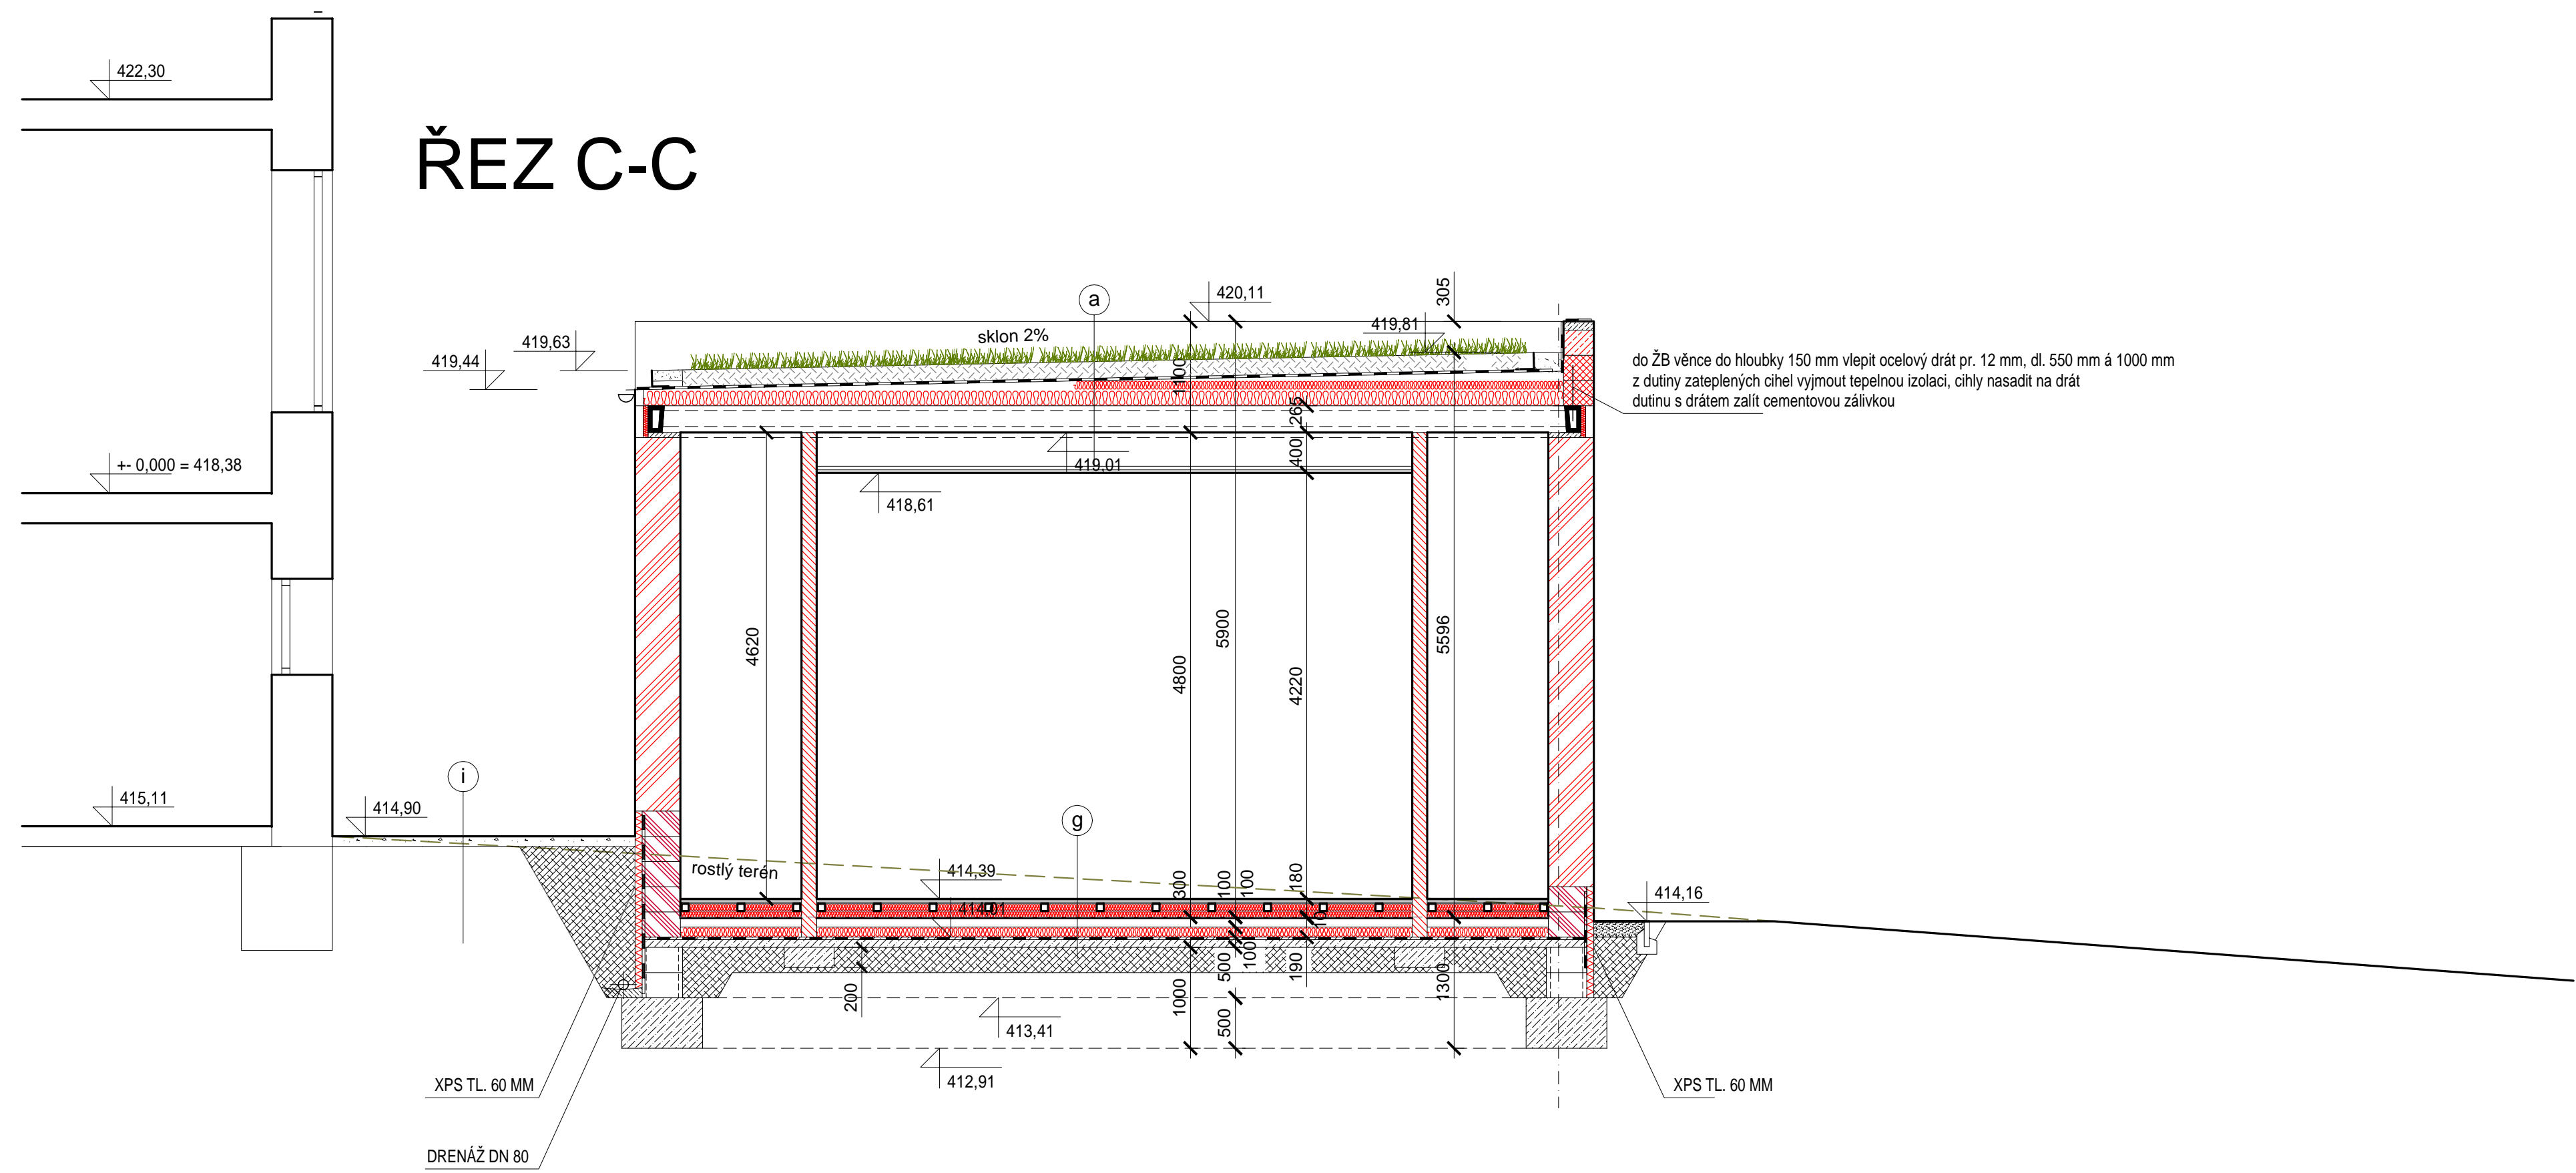 422,30
ŘEZ C-C
420,11
305
a
sklon 2%
419,81
419,63
419,44
1100
do ŽB věnce do hloubky 150 mm vlepit ocelový drát pr. 12 mm, dl. 550 mm á 1000 mm
z dutiny zateplených cihel vyjmout tepelnou izolaci, cihly nasadit na drát
dutinu s drátem zalít cementovou zálivkou
265
400
+- 0,000 = 418,38
419,01
418,61
4620
5900
5596
4800
4220
i
415,11
414,90
g
rostlý terén
414,39
300
100
100
180
414,16
414,01
10
500
100
190
200
1000
1300
413,41
500
412,91
XPS TL. 60 MM
XPS TL. 60 MM
DRENÁŽ DN 80